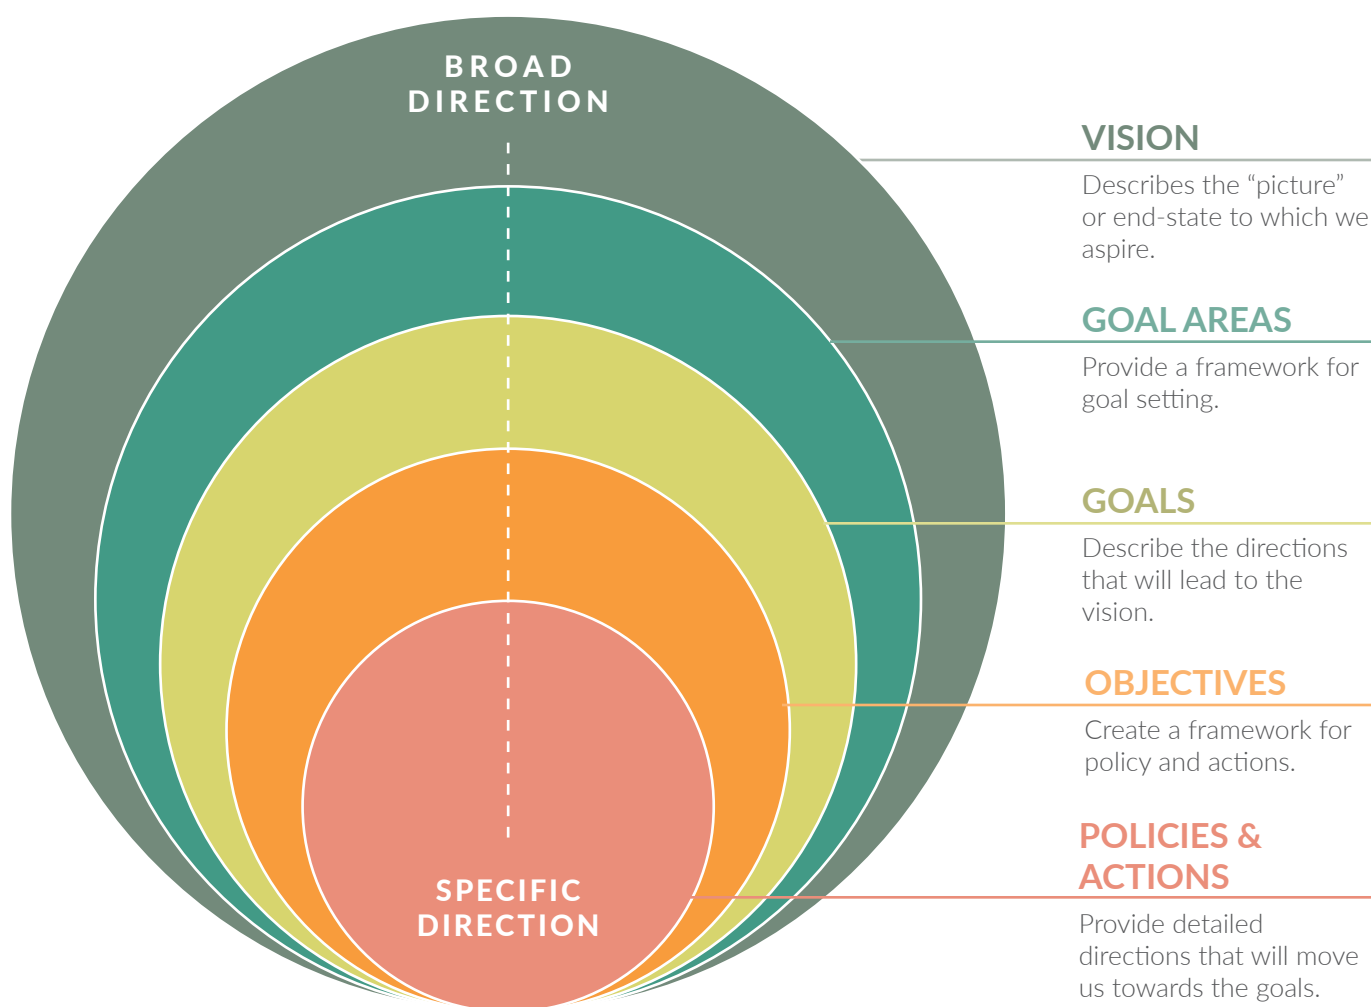 BROAD
DIRECTION
VISION
Describes the “picture”
or end-state to which we
aspire.
GOAL AREAS
Provide a framework for
goal setting.
GOALS
Describe the directions
that will lead to the
vision.
OBJECTIVES
Create a framework for
policy and actions.
POLICIES &
ACTIONS
Provide detailed
directions that will move
us towards the goals.
SPECIFIC
DIRECTION